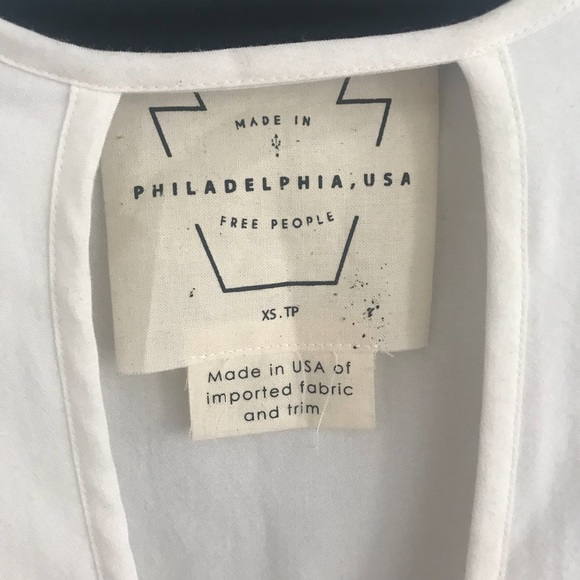 MADE IN
PHILADELPHIA, USA
FREE PEOPLE
XS.TP
Made in USA of
imported fabric
and trim